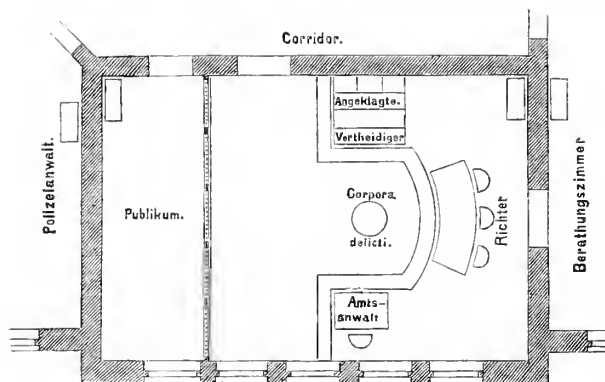 Corridor.
Polizeianwalt.
Publikum.
Angeklagte.
Vertheidiger
Corpora
delicti.
Richter
Amts-
anwalt
Berathungszimmer